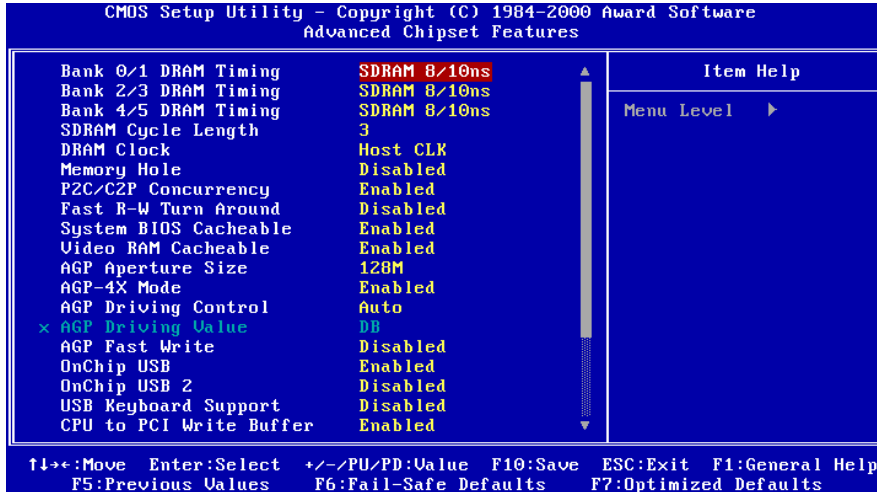 CMOS Setup Utility - Copyright (C) 1984-2000 Award Software
Advanced Chipset Features
Bank 0/1 DRAM Timing SDRAM 8/10ns
Bank 2/3 DRAM Timing SDRAM 8/10ns
Bank 4/5 DRAM Timing SDRAM 8/10ns
SDRAM Cycle Length 3
DRAM Clock Host CLK
Memory Hole Disabled
P2C/C2P Concurrency Enabled
Fast R-W Turn Around Disabled
System BIOS Cacheable Enabled
Video RAM Cacheable Enabled
AGP Aperture Size 128M
AGP-4X Mode Enabled
AGP Driving Control Auto
x AGP Driving Value DB
AGP Fast Write Disabled
OnChip USB Enabled
OnChip USB 2 Disabled
USB Keyboard Support Disabled
CPU to PCI Write Buffer Enabled
Item Help
Menu Level ▶
↑↓→←:Move Enter:Select +/-/PU/PD:Value F10:Save ESC:Exit F1:General Help
F5:Previous Values F6:Fail-Safe Defaults F7:Optimized Defaults